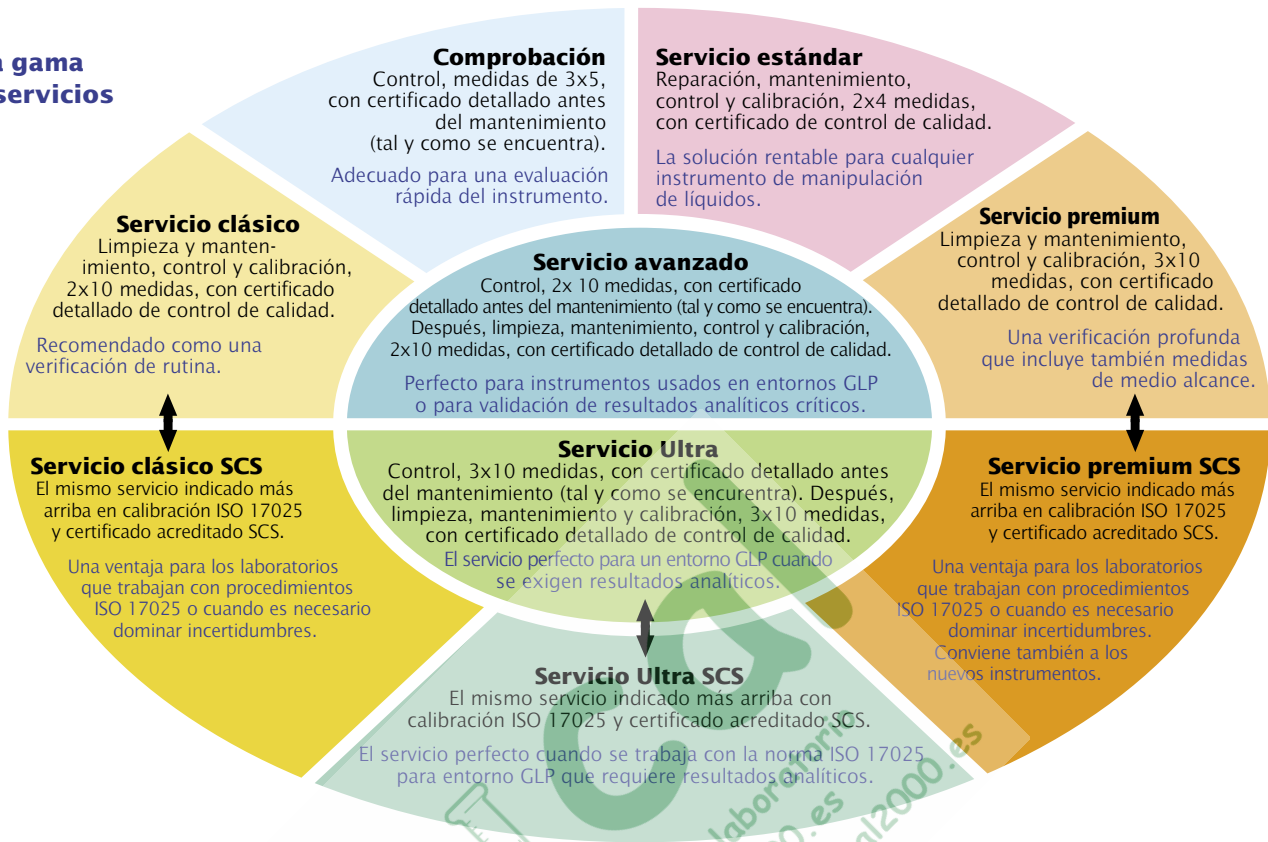 gama
servicios
Comprobación
Control, medidas de 3x5,
con certificado detallado antes
del mantenimiento
(tal y como se encuentra).
Adecuado para una evaluación
rápida del instrumento.
Servicio estándar
Reparación, mantenimiento,
control y calibración, 2x4 medidas,
con certificado de control de calidad.
La solución rentable para cualquier
instrumento de manipulación
de líquidos.
Servicio clásico
Limpieza y manten-
imiento, control y calibración,
2x10 medidas, con certificado
detallado de control de calidad.
Recomendado como una
verificación de rutina.
Servicio avanzado
Control, 2x 10 medidas, con certificado
detallado antes del mantenimiento (tal y como se encuentra).
Después, limpieza, mantenimiento, control y calibración,
2x10 medidas, con certificado detallado de control de calidad.
Perfecto para instrumentos usados en entornos GLP
o para validación de resultados analíticos críticos.
Servicio premium
Limpieza y mantenimiento,
control y calibración, 3x10
medidas, con certificado
detallado de control de calidad.
Una verificación profunda
que incluye también medidas
de medio alcance.
Servicio clásico SCS
El mismo servicio indicado más
arriba en calibración ISO 17025
y certificado acreditado SCS.
Una ventaja para los laboratorios
que trabajan con procedimientos
ISO 17025 o cuando es necesario
dominar incertidumbres.
Servicio Ultra
Control, 3x10 medidas, con certificado detallado antes
del mantenimiento (tal y como se encurentra). Después,
limpieza, mantenimiento y calibración, 3x10 medidas,
con certificado detallado de control de calidad.
El servicio perfecto para un entorno GLP cuando
se exigen resultados analíticos.
Servicio premium SCS
El mismo servicio indicado más
arriba en calibración ISO 17025
y certificado acreditado SCS.
Una ventaja para los laboratorios
que trabajan con procedimientos
ISO 17025 o cuando es necesario
dominar incertidumbres.
Conviene también a los
nuevos instrumentos.
Servicio Ultra SCS
El mismo servicio indicado más arriba con
calibración ISO 17025 y certificado acreditado SCS.
El servicio perfecto cuando se trabaja con la norma ISO 17025
para entorno GLP que requiere resultados analíticos.
cal
laboratorio